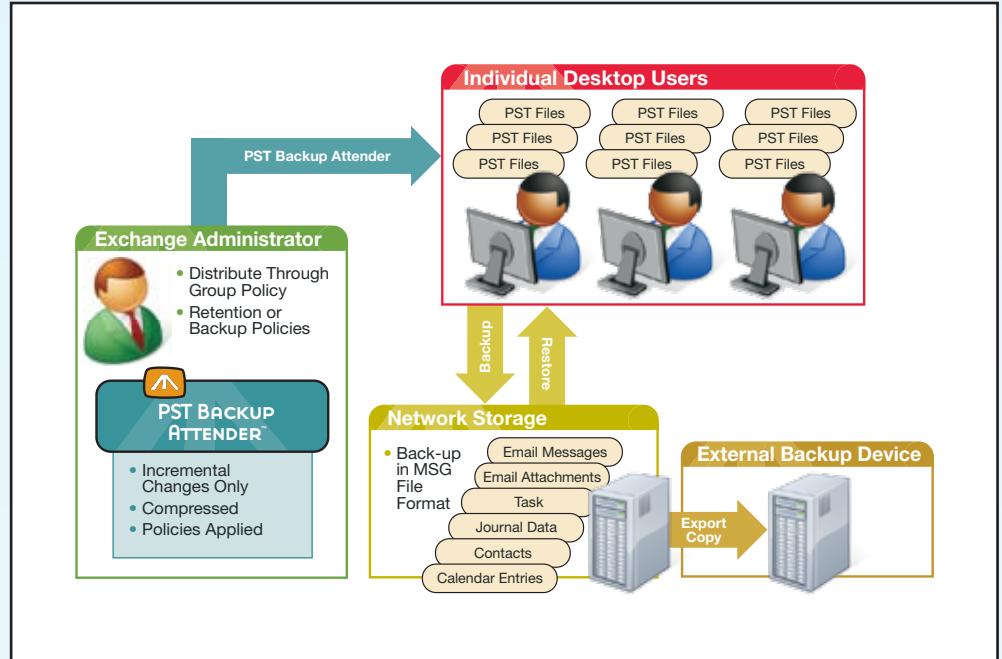 Individual Desktop Users
PST Files
PST Files
PST Files
PST Files
PST Files
PST Files
PST Files
PST Files
PST Files
PST Backup Attender
Exchange Administrator
• Distribute Through
Group Policy
• Retention or
Backup Policies
PST BACKUP
ATTENDER™
• Incremental
Changes Only
• Compressed
• Policies Applied
Backup
Restore
Network Storage
• Back-up
in MSG
File
Format
Email Messages
Email Attachments
Task
Journal Data
Contacts
Calendar Entries
Export
Copy
External Backup Device